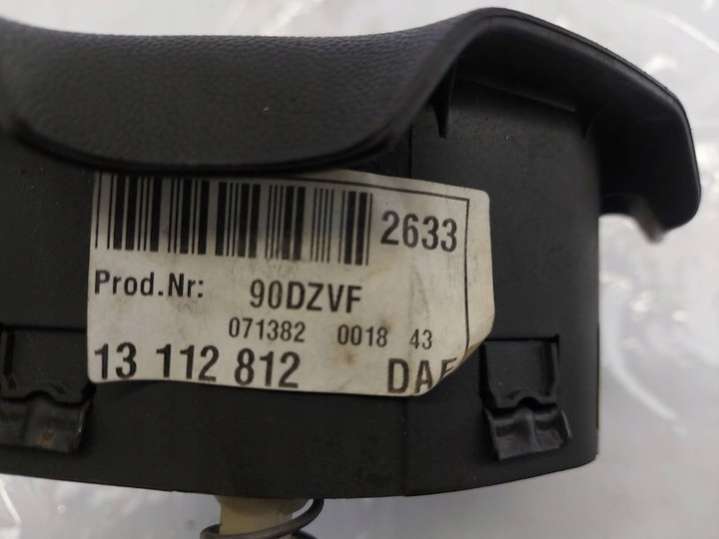 2633
Prod.Nr: 90DZVF
071382 0018 43
13 112 812 DAE